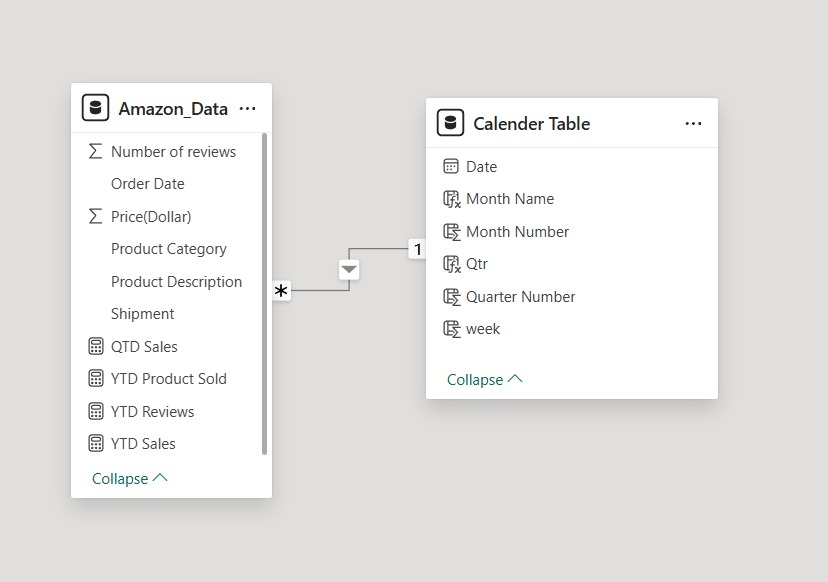 Amazon_Data
Number of reviews
Order Date
Price(Dollar)
Product Category
Product Description
Shipment
QTD Sales
YTD Product Sold
YTD Reviews
YTD Sales
Collapse
*
1
Calender Table
Date
Month Name
Month Number
Qtr
Quarter Number
week
Collapse